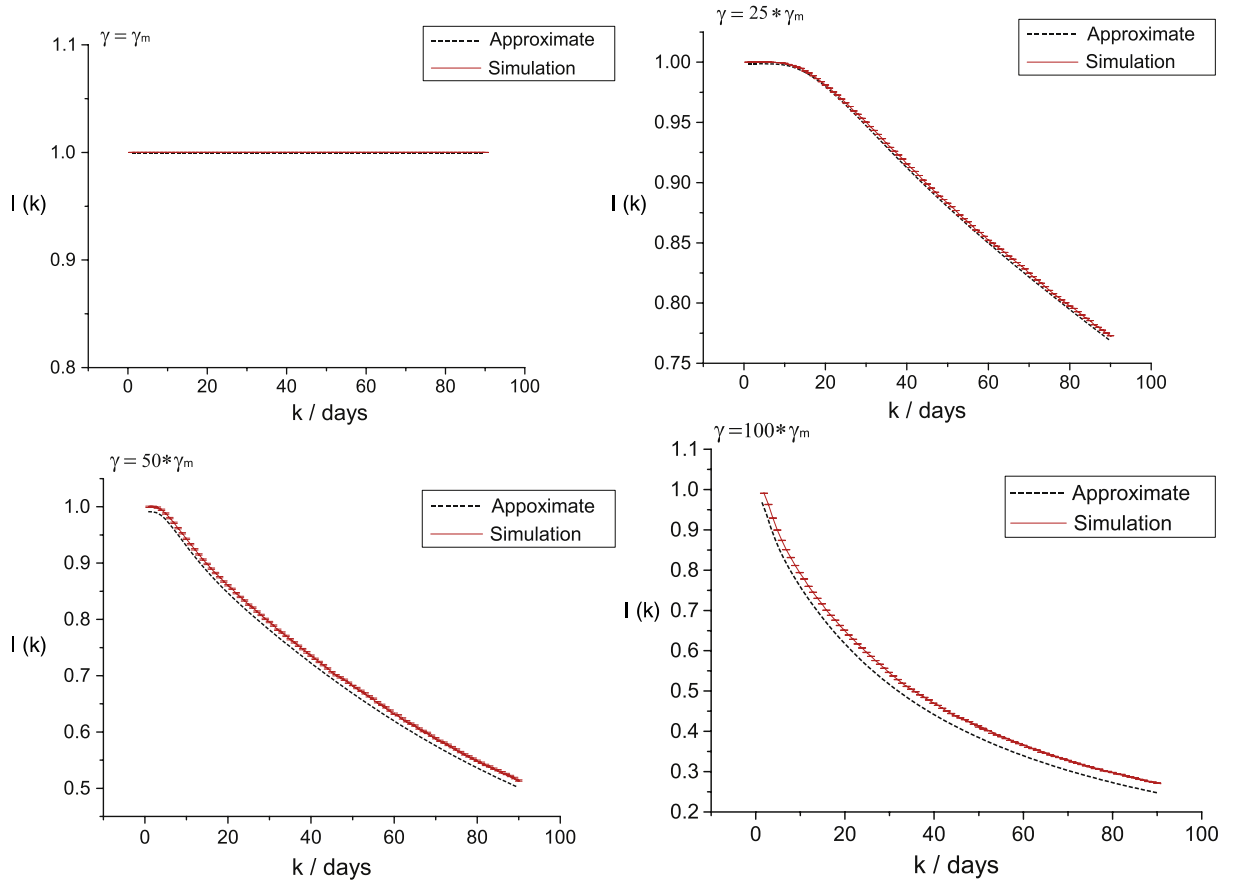 γ = γm
Approximate
Simulation
1.1
1.0
0.9
0.8
I (k)
0 20 40 60 80 100
k / days
γ = 25* γm
Approximate
Simulation
1.00
0.95
0.90
0.85
0.80
0.75
I (k)
0 20 40 60 80 100
k / days
γ = 50* γm
Appoximate
Simulation
1.0
0.9
0.8
0.7
0.6
0.5
I (k)
0 20 40 60 80 100
k / days
γ =100* γm
Approximate
Simulation
1.1
1.0
0.9
0.8
0.7
0.6
0.5
0.4
0.3
0.2
I (k)
0 20 40 60 80 100
k / days